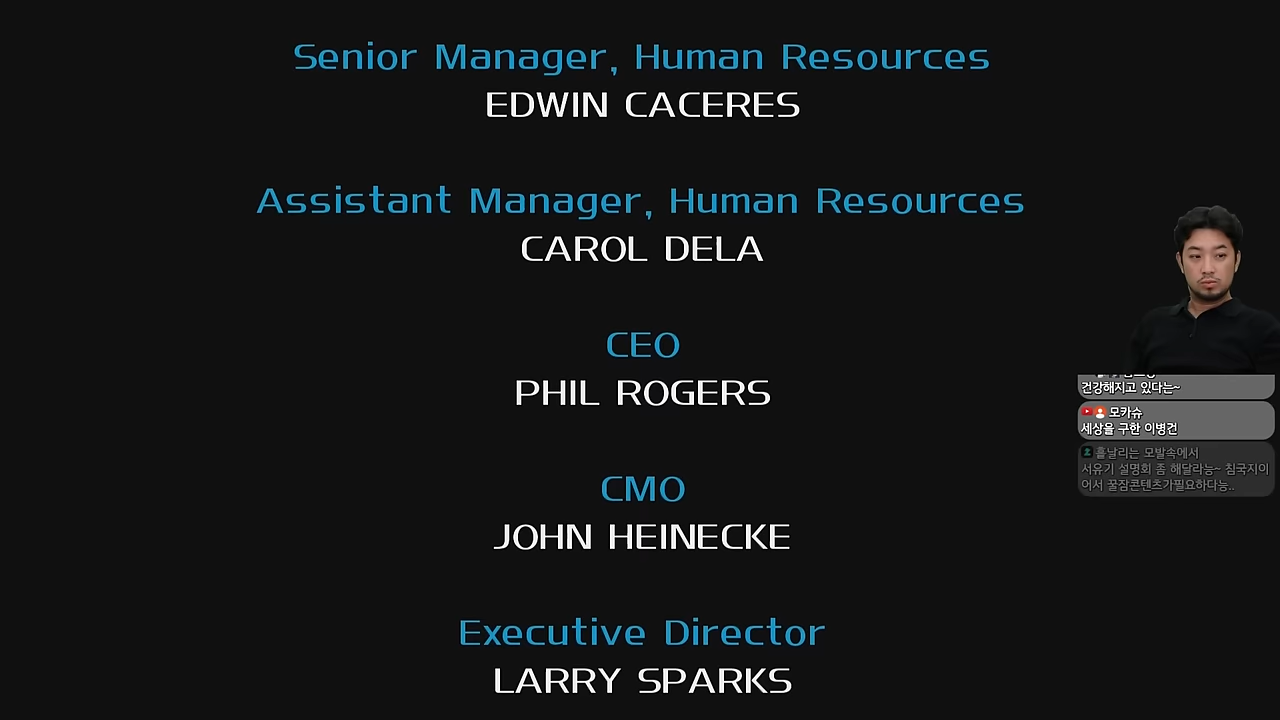 Senior Manager, Human Resources
EDWIN CACERES
Assistant Manager, Human Resources
CAROL DELA
CEO
PHIL ROGERS
CMO
JOHN HEINECKE
Executive Director
LARRY SPARKS
건강해지고 있다는~
모카슈
세상을 구한 이병건
흩날리는 모발속에서
서유기 설명회 좀 해달라능~ 침국지이
어서 꿀잠콘텐츠가필요하다능..